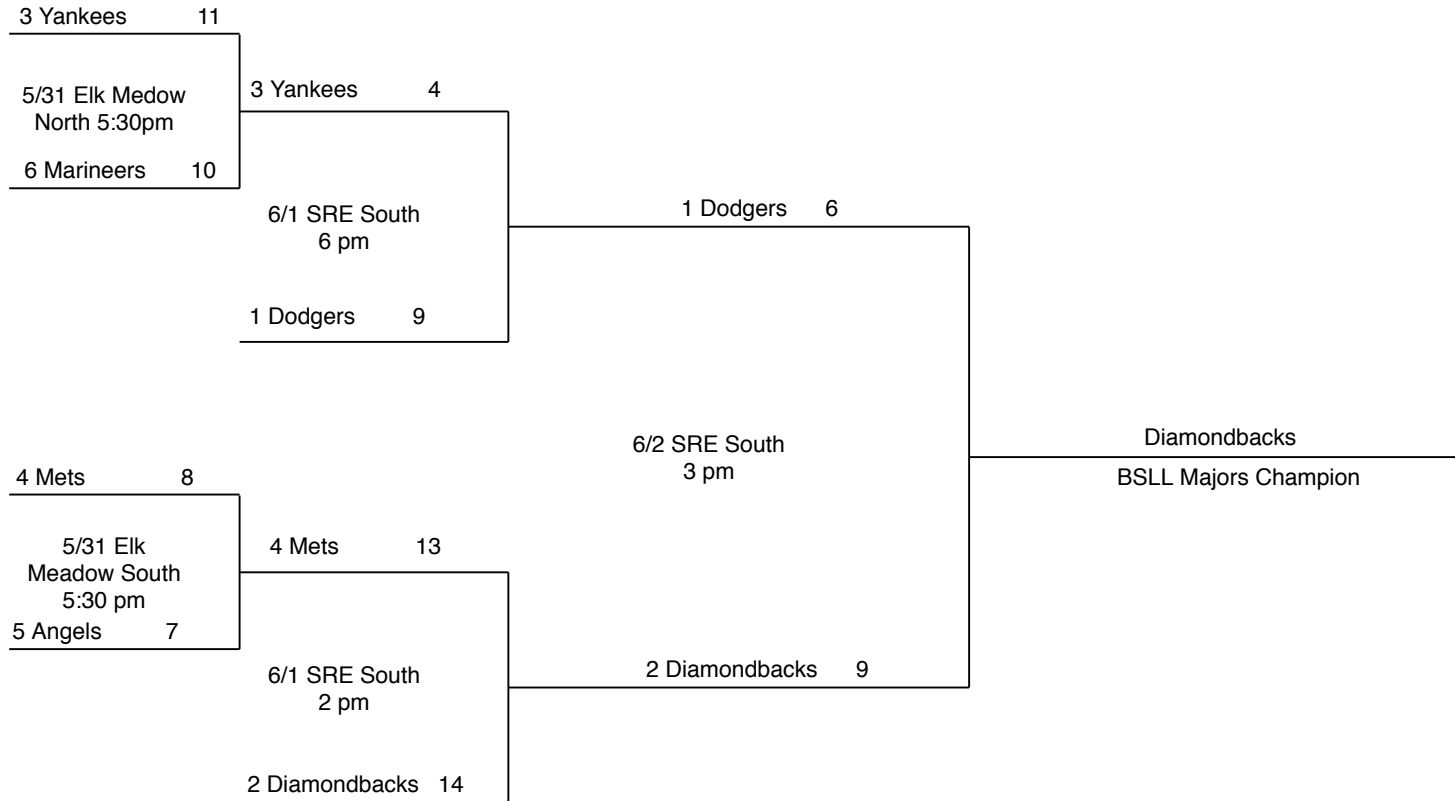 3 Yankees 11
5/31 Elk Medow
North 5:30pm
6 Marineers 10
3 Yankees 4
6/1 SRE South
6 pm
1 Dodgers 9
1 Dodgers 6
6/2 SRE South
3 pm
Diamondbacks
BSLL Majors Champion
4 Mets 8
5/31 Elk
Meadow South
5:30 pm
5 Angels 7
4 Mets 13
6/1 SRE South
2 pm
2 Diamondbacks 14
2 Diamondbacks 9